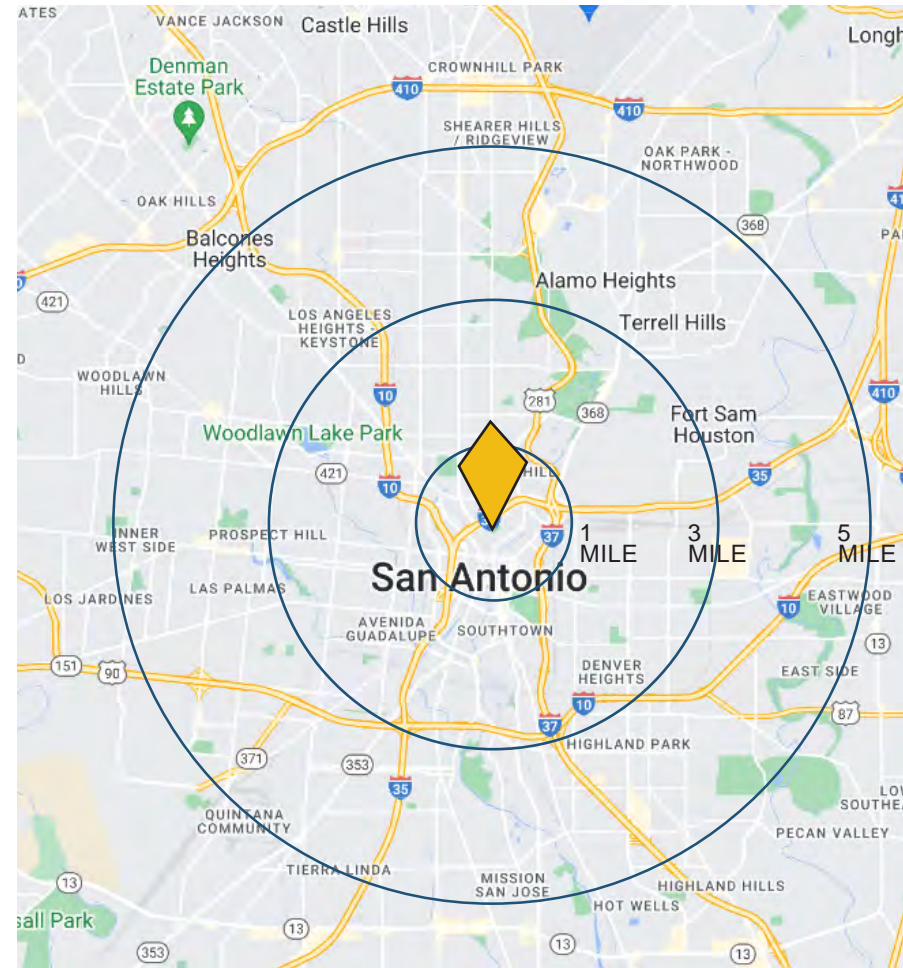 ATES
VANCE JACKSON
Castle Hills
Longh
Denman
Estate Park
CROWNHILL PARK
410
410
SHEARER HILLS
/ RIDGEVIEW
OAK PARK -
NORTHWOOD
OAK HILLS
41
368
PA
Balcones
Heights
Alamo Heights
421
LOS ANGELES
HEIGHTS -
KEYSTONE
Terrell Hills
D
WOODLAWN
HILLS
10
281
368
410
Fort Sam
Houston
Woodlawn Lake Park
421
HILL
35
10
INNER
WEST SIDE
PROSPECT HILL
37
1
MILE
3
MILE
5
MILE
San Antonio
LAS PALMAS
LOS JARDINES
EASTWOOD
VILLAGE
10
AVENIDA
GUADALUPE
SOUTHTOWN
13
151
90
DENVER
HEIGHTS
EAST SIDE
10
87
37
HIGHLAND PARK
371
353
35
LOW
SOUTHEA
QUINTANA
COMMUNITY
PECAN VALLEY
TIERRA LINDA
13
MISSION
SAN JOSE
HIGHLAND HILLS
HOT WELLS
sall Park
13
353
13
13